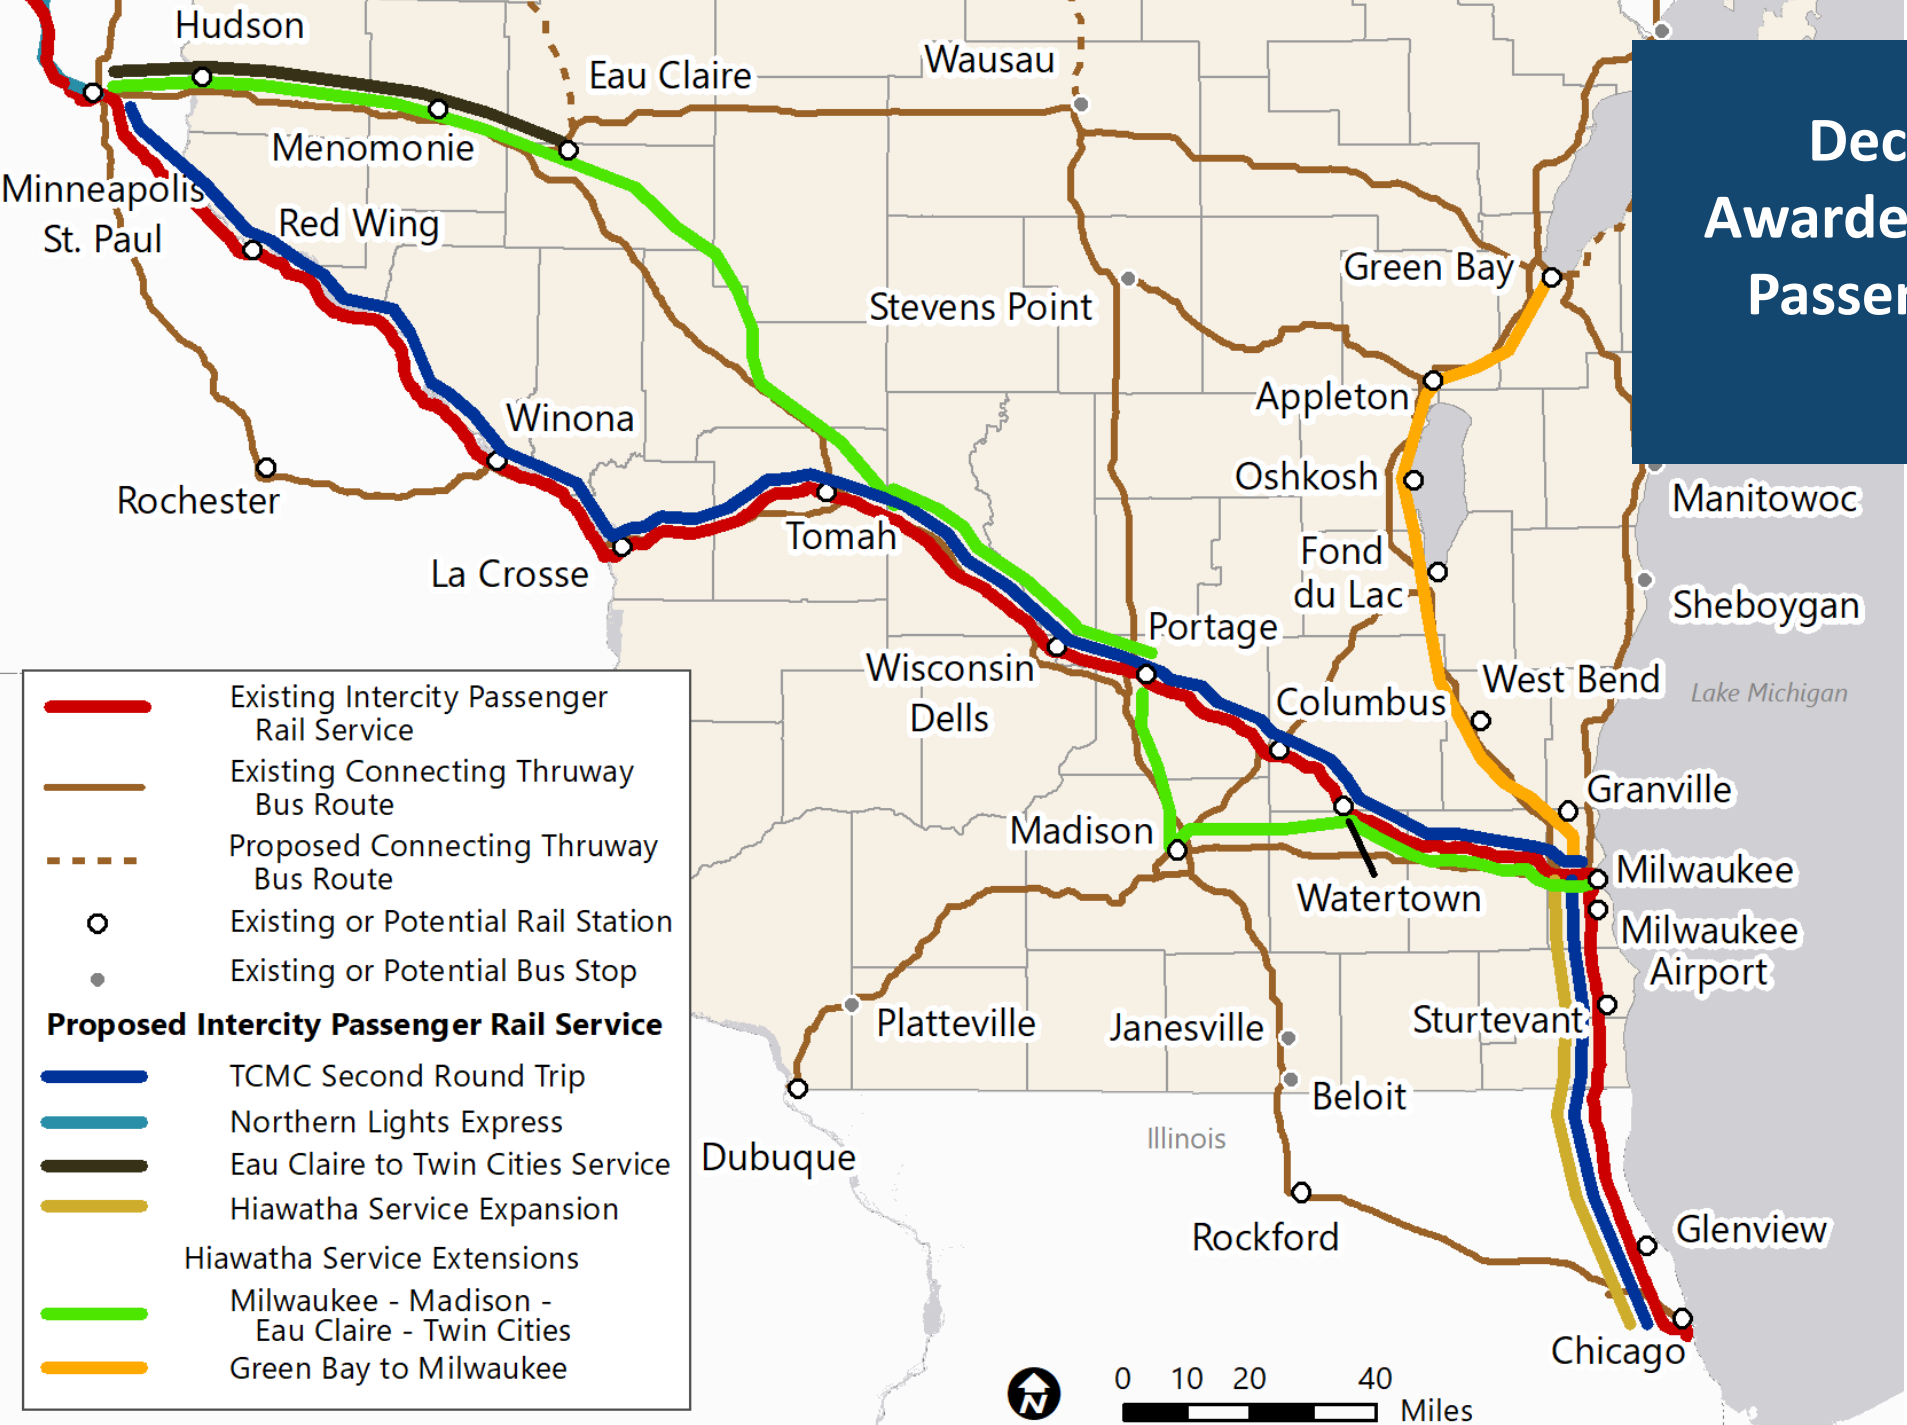 Hudson
Eau Claire
Wausau
Menomonie
Minneapolis
St. Paul
Red Wing
Green Bay
Stevens Point
Appleton
Winona
Oshkosh
Rochester
Tomah
La Crosse
Fond
du Lac
Manitowoc
Sheboygan
Portage
Wisconsin
Dells
Columbus
West Bend
Lake Michigan
Granville
Madison
Watertown
Milwaukee
Milwaukee
Airport
Sturtevant
Platteville
Janesville
Beloit
Illinois
Dubuque
Rockford
Glenview
Chicago
Dec
Awarde
Passer
Existing Intercity Passenger
Rail Service
Existing Connecting Thruway
Bus Route
Proposed Connecting Thruway
Bus Route
Existing or Potential Rail Station
Existing or Potential Bus Stop
Proposed Intercity Passenger Rail Service
TCMC Second Round Trip
Northern Lights Express
Eau Claire to Twin Cities Service
Hiawatha Service Expansion
Hiawatha Service Extensions
Milwaukee - Madison -
Eau Claire - Twin Cities
Green Bay to Milwaukee
N
0 10 20 40
Miles